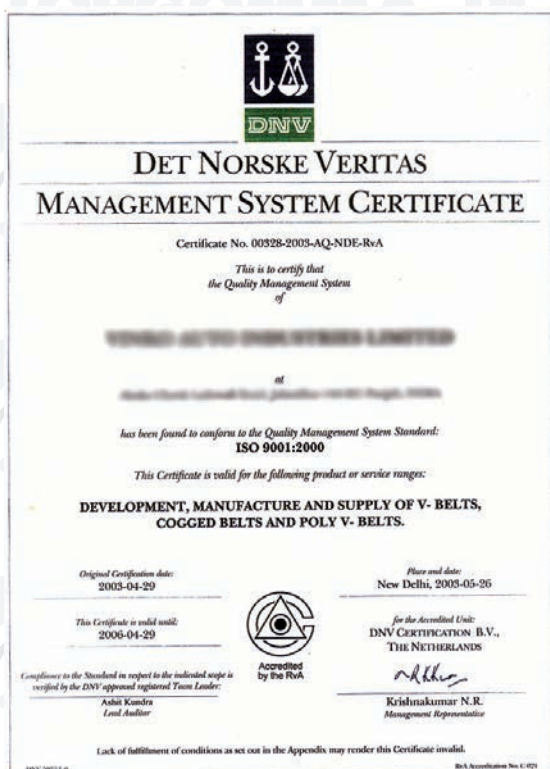 DNV
DET NORSKE VERITAS
MANAGEMENT SYSTEM CERTIFICATE
Certificate No. 00328-2003-AQ-NDE-RvA
This is to certify that
the Quality Management System
of
at
has been found to conform to the Quality Management System Standard:
ISO 9001:2000
This Certificate is valid for the following product or service ranges:
DEVELOPMENT, MANUFACTURE AND SUPPLY OF V- BELTS,
COGGED BELTS AND POLY V- BELTS.
Original Certification date:
2003-04-29
Place and date:
New Delhi, 2003-05-26
This Certificate is valid until:
2006-04-29
for the Accredited Unit:
DNV CERTIFICATION B.V.,
THE NETHERLANDS
Accredited
by the RvA
Compliance to the Standard in respect to the indicated scope is
verified by the DNV approved registered Team Leader:
Ashit Kundra
Lead Auditor
Krishnakumar N.R.
Management Representative
Lack of fulfillment of conditions as set out in the Appendix may render this Certificate invalid.
RvA Accreditation No. C 021